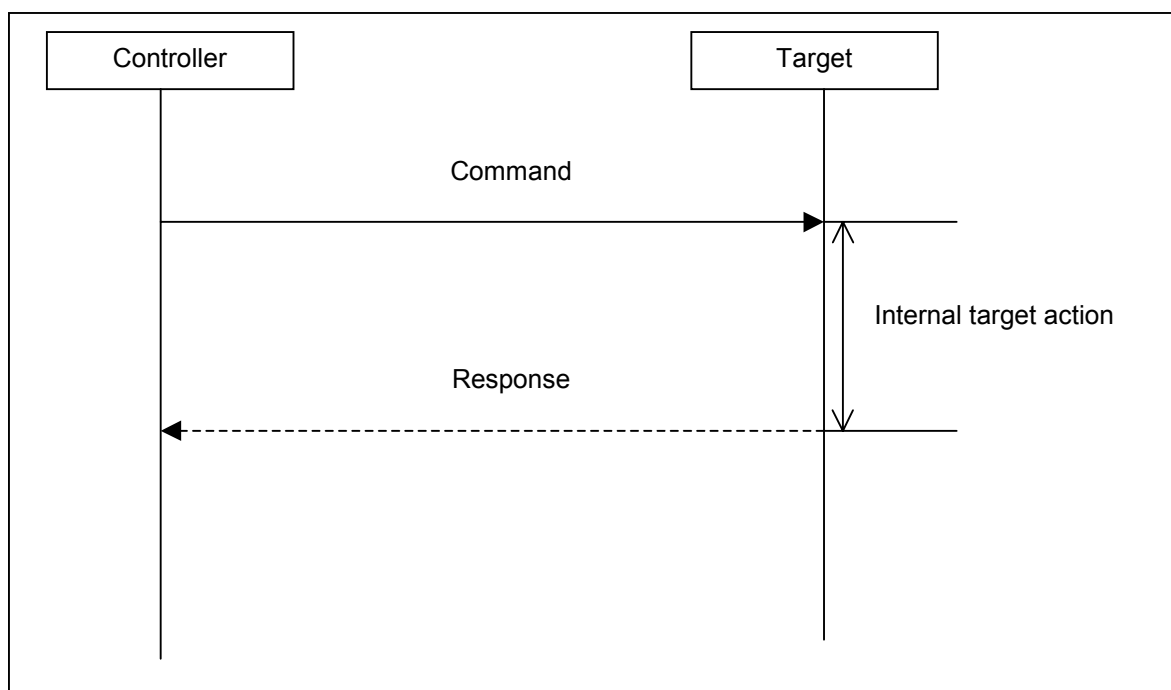 Controller
Target
Command
Internal target action
Response